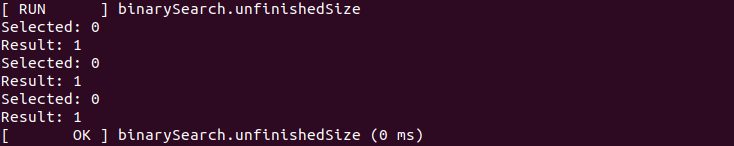 [ RUN      ] binarySearch.unfinishedSize
Selected: 0
Result: 1
Selected: 0
Result: 1
Selected: 0
Result: 1
[       OK ] binarySearch.unfinishedSize (0 ms)